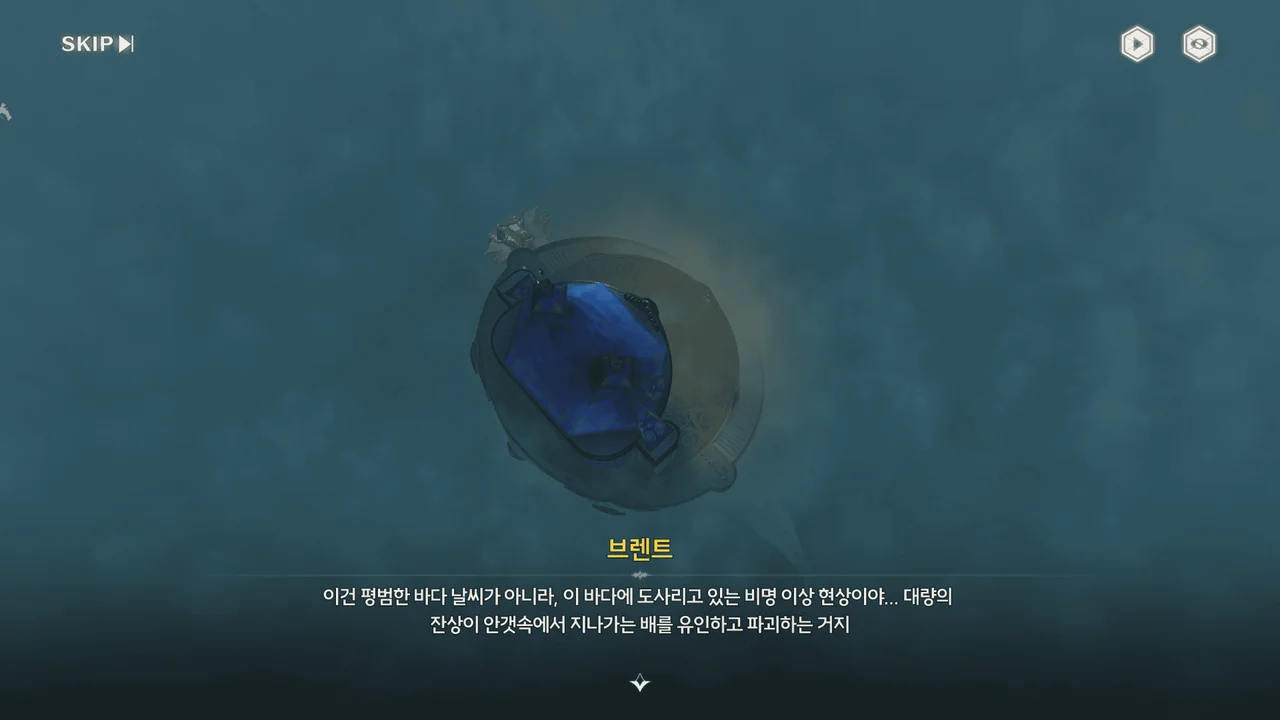 SKIP
브렌트
이건 평범한 바다 날씨가 아니라, 이 바다에 도사리고 있는 비명 이상 현상이야... 대량의
잔상이 안갯속에서 지나가는 배를 유인하고 파괴하는 거지